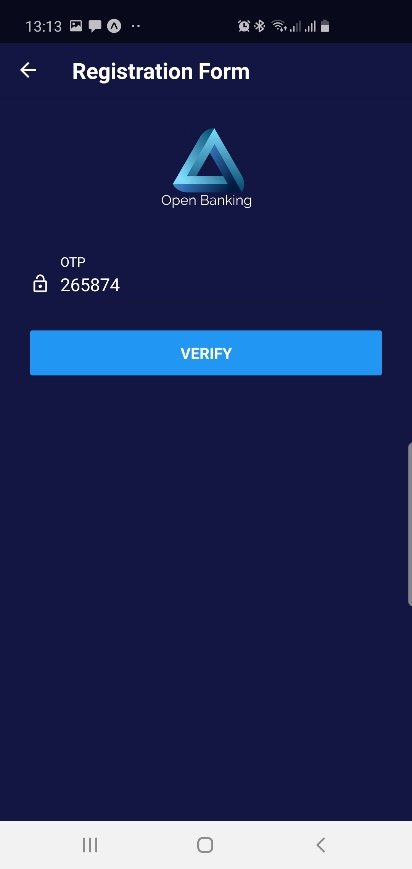 13:13
Registration Form
Open Banking
OTP
265874
VERIFY